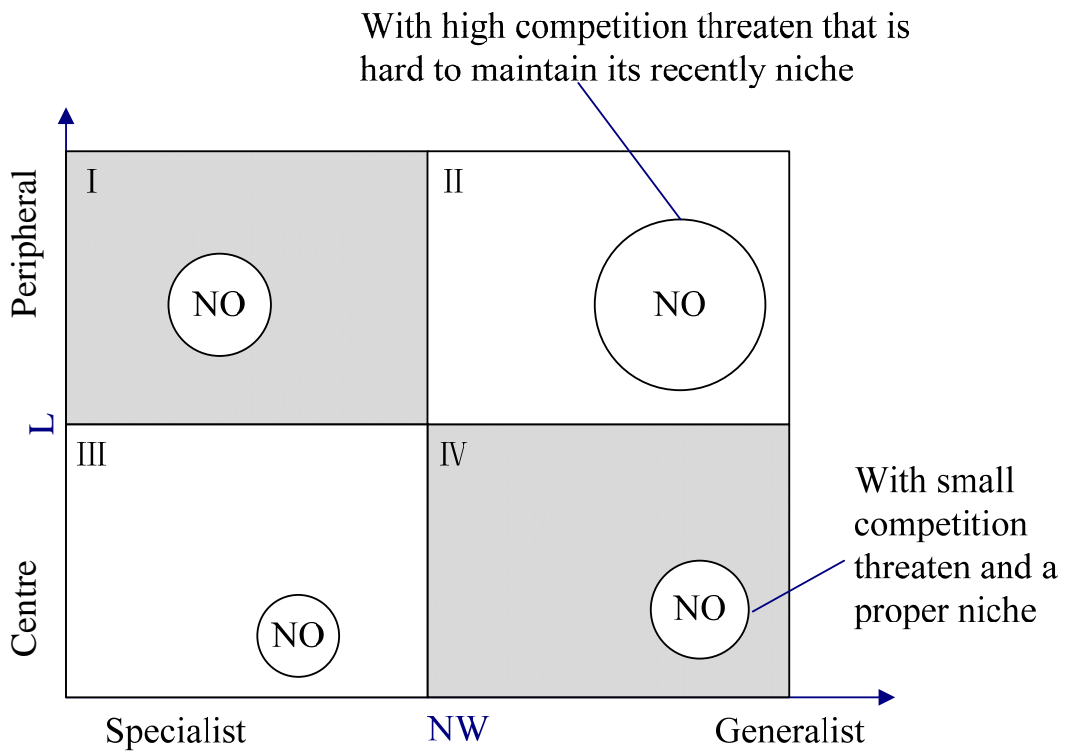 With high competition threaten that is
hard to maintain its recently niche
Peripheral
L
Centre
Ⅰ
NO
Ⅱ
NO
Ⅲ
NO
Ⅳ
NO
With small
competition
threaten and a
proper niche
Specialist
NW
Generalist